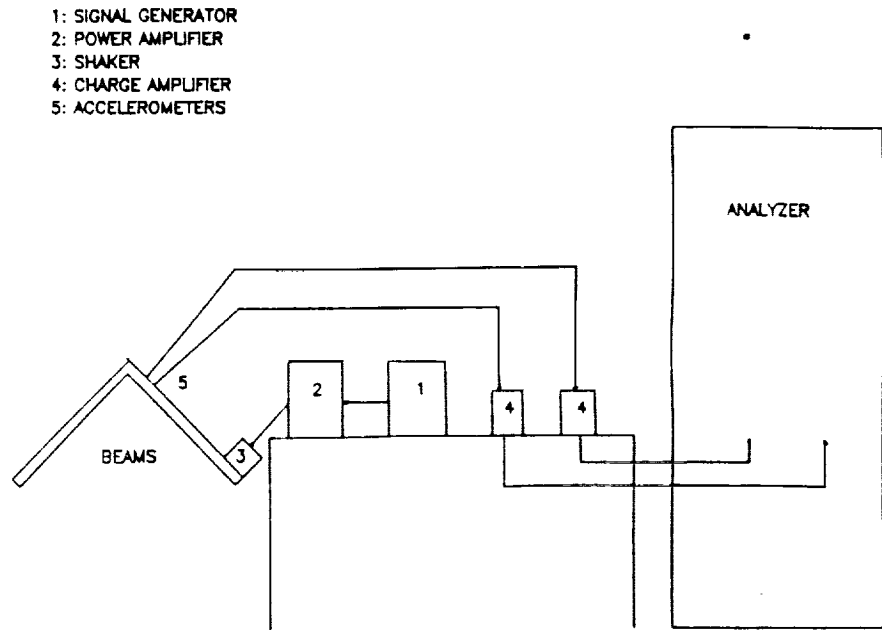 1: SIGNAL GENERATOR
2: POWER AMPLIFIER
3: SHAKER
4: CHARGE AMPLIFIER
5: ACCELEROMETERS
ANALYZER
5
2
1
4
4
BEAMS
3